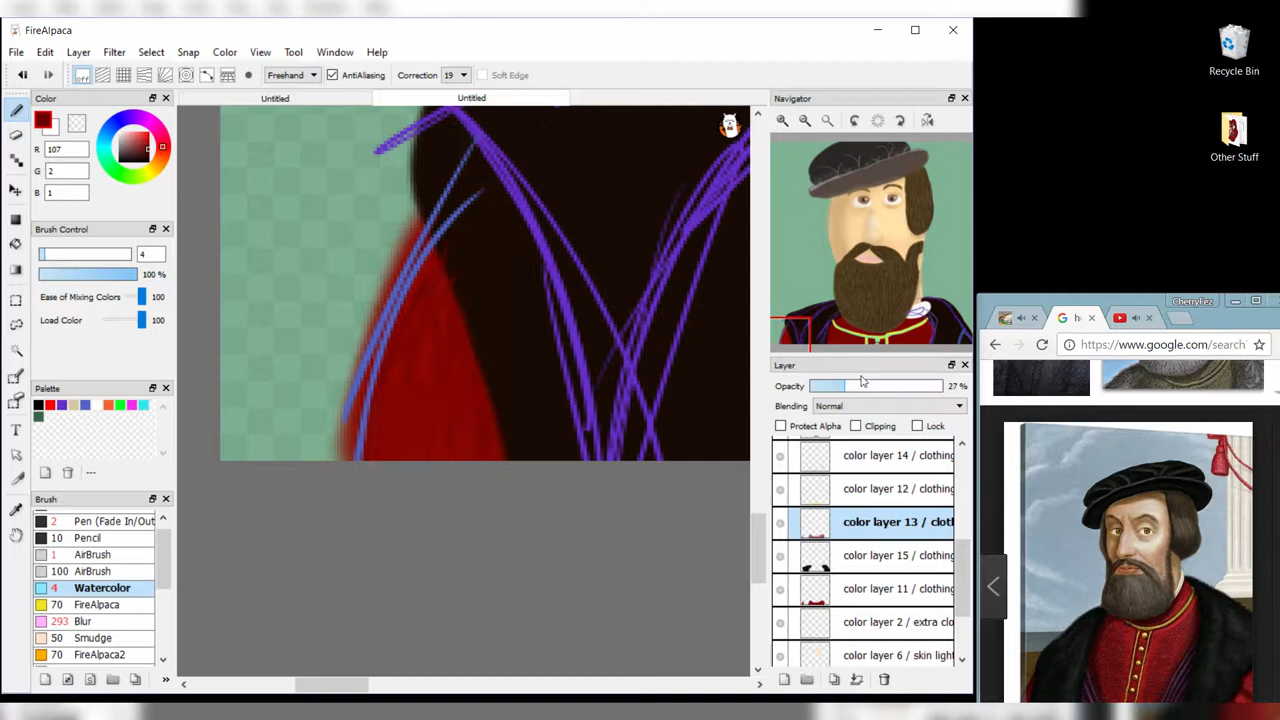 FireAlpaca
File Edit Layer Filter Select Snap Color View Tool Window Help
off Freehand AntiAliasing Correction 19 Soft Edge
Color
R 107
G 2
B 1
Brush Control
4
100 %
Ease of Mixing Colors 100
Load Color 100
Palette
---
Brush
2 Pen (Fade In/Out
10 Pencil
1 AirBrush
100 AirBrush
4 Watercolor
70 FireAlpaca
293 Blur
50 Smudge
70 FireAlpaca2
Untitled Untitled
Navigator
Layer
Opacity 27 %
Blending Normal
Protect Alpha Clipping Lock
color layer 14 / clothing
color layer 12 / clothing
color layer 13 / cloth
color layer 15 / clothing
color layer 11 / clothing
color layer 2 / extra clo
color layer 6 / skin light
Recycle Bin
Other Stuff
CherryFez
https://www.google.com/search